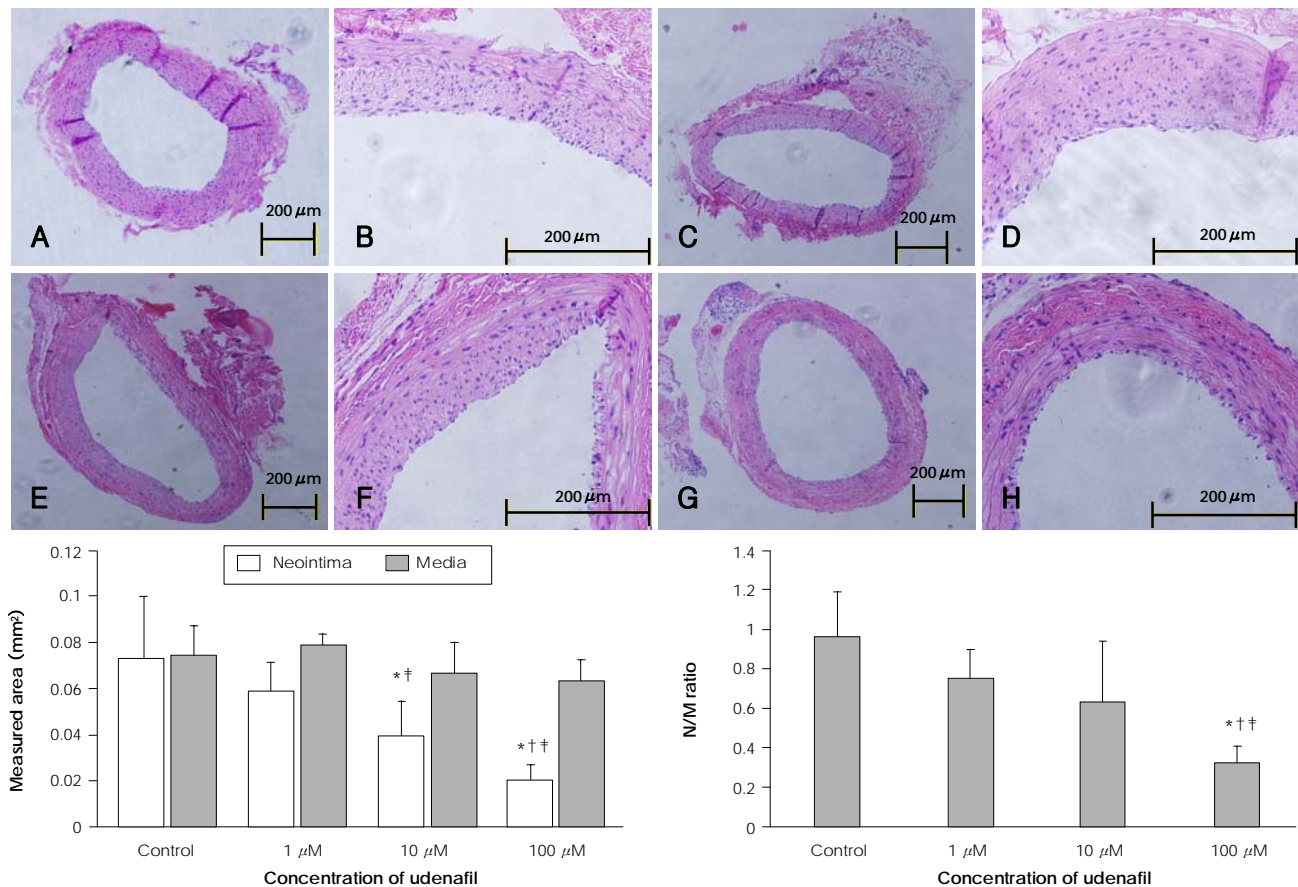 200 µm
A
200 µm
B
200 µm
C
200 µm
D
200 µm
E
200 µm
F
200 µm
G
200 µm
H
Measured area (mm²)
0.12
0.1
0.08
0.06
0.04
0.02
0
Neointima
Media
*‡
*†‡
Control
1 µM
10 µM
100 µM
Concentration of udenafil
N/M ratio
1.4
1.2
1
0.8
0.6
0.4
0.2
0
*†‡
Control
1 µM
10 µM
100 µM
Concentration of udenafil